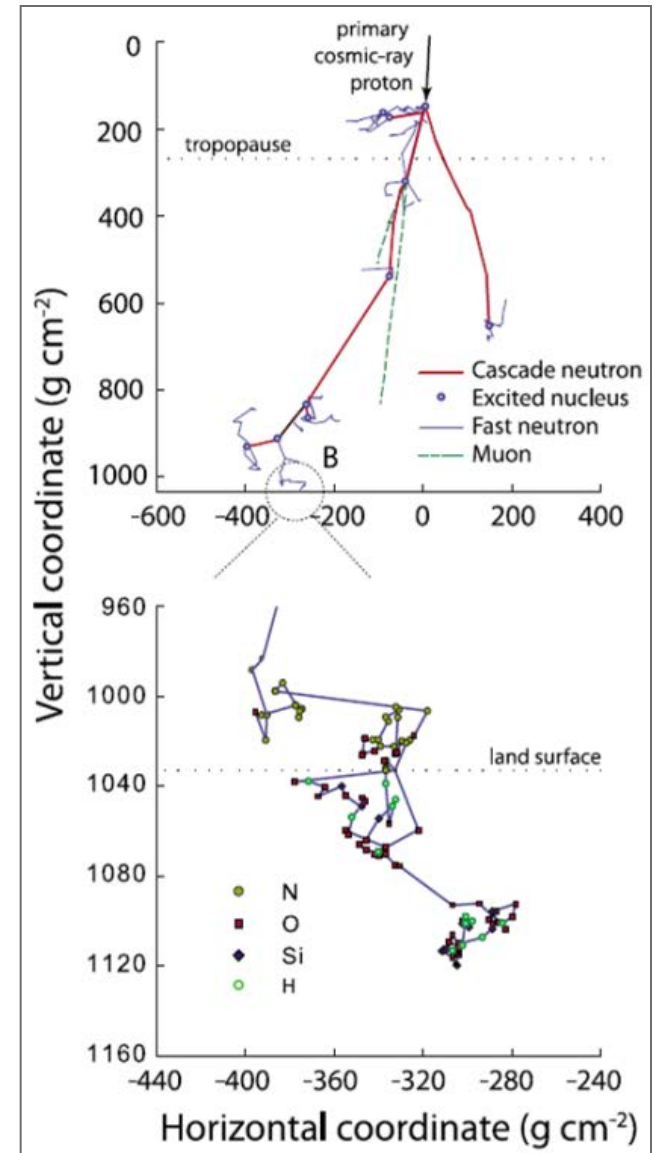 primary
cosmic-ray
proton
0
200
tropopause
400
600
800
1000
Cascade neutron
Excited nucleus
Fast neutron
Muon
B
-600 -400 -200 0 200 400
Vertical coordinate (g cm-2)
960
1000
land surface
1040
1080
N
O
Si
H
1120
1160
-440 -400 -360 -320 -280 -240
Horizontal coordinate (g cm-2)